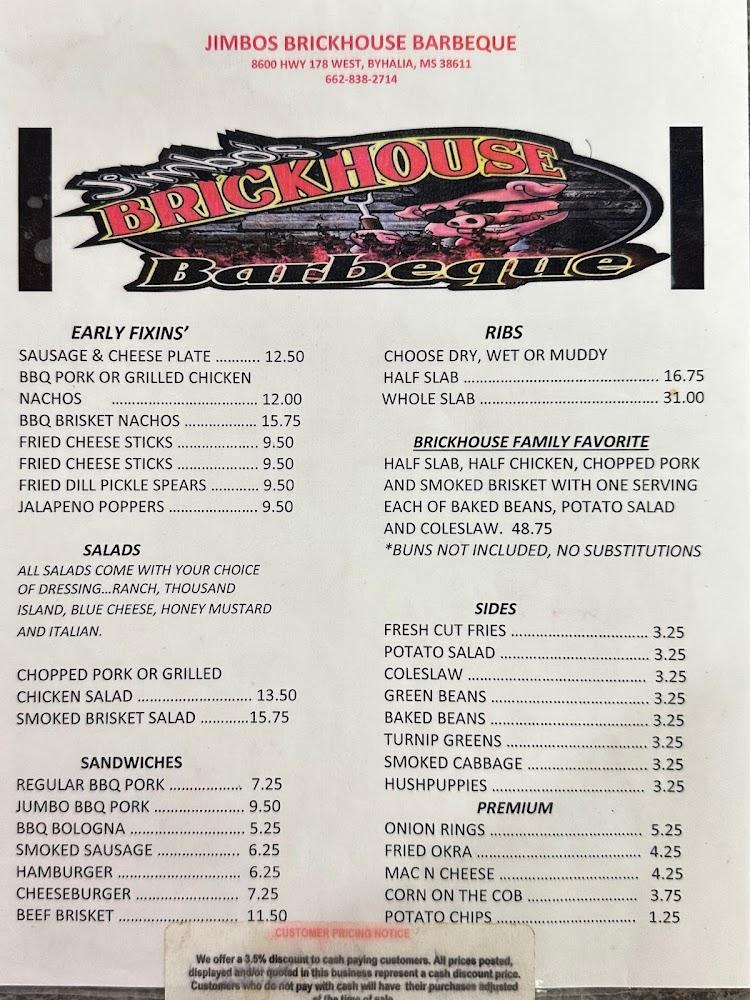 JIMBOS BRICKHOUSE BARBEQUE
8600 HWY 178 WEST, BYHALIA, MS 38611
662-838-2714
Jimbo's
BRICKHOUSE
Barbeque
EARLY FIXINS'
SAUSAGE & CHEESE PLATE ........... 12.50
BBQ PORK OR GRILLED CHICKEN
NACHOS ...................... 12.00
BBQ BRISKET NACHOS .................. 15.75
FRIED CHEESE STICKS .................... 9.50
FRIED CHEESE STICKS .................... 9.50
FRIED DILL PICKLE SPEARS ............ 9.50
JALAPENO POPPERS ...................... 9.50
SALADS
ALL SALADS COME WITH YOUR CHOICE
OF DRESSING...RANCH, THOUSAND
ISLAND, BLUE CHEESE, HONEY MUSTARD
AND ITALIAN.
CHOPPED PORK OR GRILLED
CHICKEN SALAD ............................ 13.50
SMOKED BRISKET SALAD ............15.75
SANDWICHES
REGULAR BBQ PORK .................. 7.25
JUMBO BBQ PORK ....................... 9.50
BBQ BOLOGNA ............................ 5.25
SMOKED SAUSAGE .................... 6.25
HAMBURGER ............................ 6.25
CHEESEBURGER ........................ 7.25
BEEF BRISKET ............................... 11.50
RIBS
CHOOSE DRY, WET OR MUDDY
HALF SLAB ................................................ 16.75
WHOLE SLAB ............................................ 31.00
BRICKHOUSE FAMILY FAVORITE
HALF SLAB, HALF CHICKEN, CHOPPED PORK
AND SMOKED BRISKET WITH ONE SERVING
EACH OF BAKED BEANS, POTATO SALAD
AND COLESLAW. 48.75
*BUNS NOT INCLUDED, NO SUBSTITUTIONS
SIDES
FRESH CUT FRIES .................................. 3.25
POTATO SALAD ..................................... 3.25
COLESLAW ............................................ 3.25
GREEN BEANS ....................................... 3.25
BAKED BEANS ....................................... 3.25
TURNIP GREENS ................................... 3.25
SMOKED CABBAGE .............................. 3.25
HUSHPUPPIES ...................................... 3.25
PREMIUM
ONION RINGS ...................................... 5.25
FRIED OKRA ........................................ 4.25
MAC N CHEESE .................................. 4.25
CORN ON THE COB ............................ 3.75
POTATO CHIPS .................................. 1.25
CUSTOMER PRICING NOTICE
We offer a 3.5% discount to cash paying customers. All prices posted,
displayed and/or quoted in this business represent a cash discount price.
Customers who do not pay with cash will have their purchases adjusted
at the time of sale